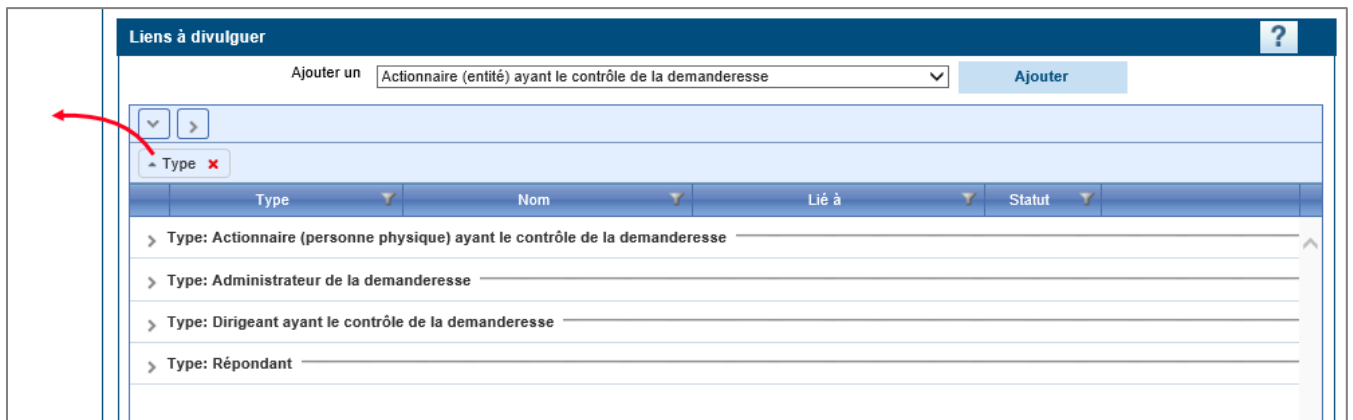 Liens à divulguer ?
Ajouter un Actionnaire (entité) ayant le contrôle de la demanderesse Ajouter
Type
Type Nom Lié à Statut
Type: Actionnaire (personne physique) ayant le contrôle de la demanderesse
Type: Administrateur de la demanderesse
Type: Dirigeant ayant le contrôle de la demanderesse
Type: Répondant